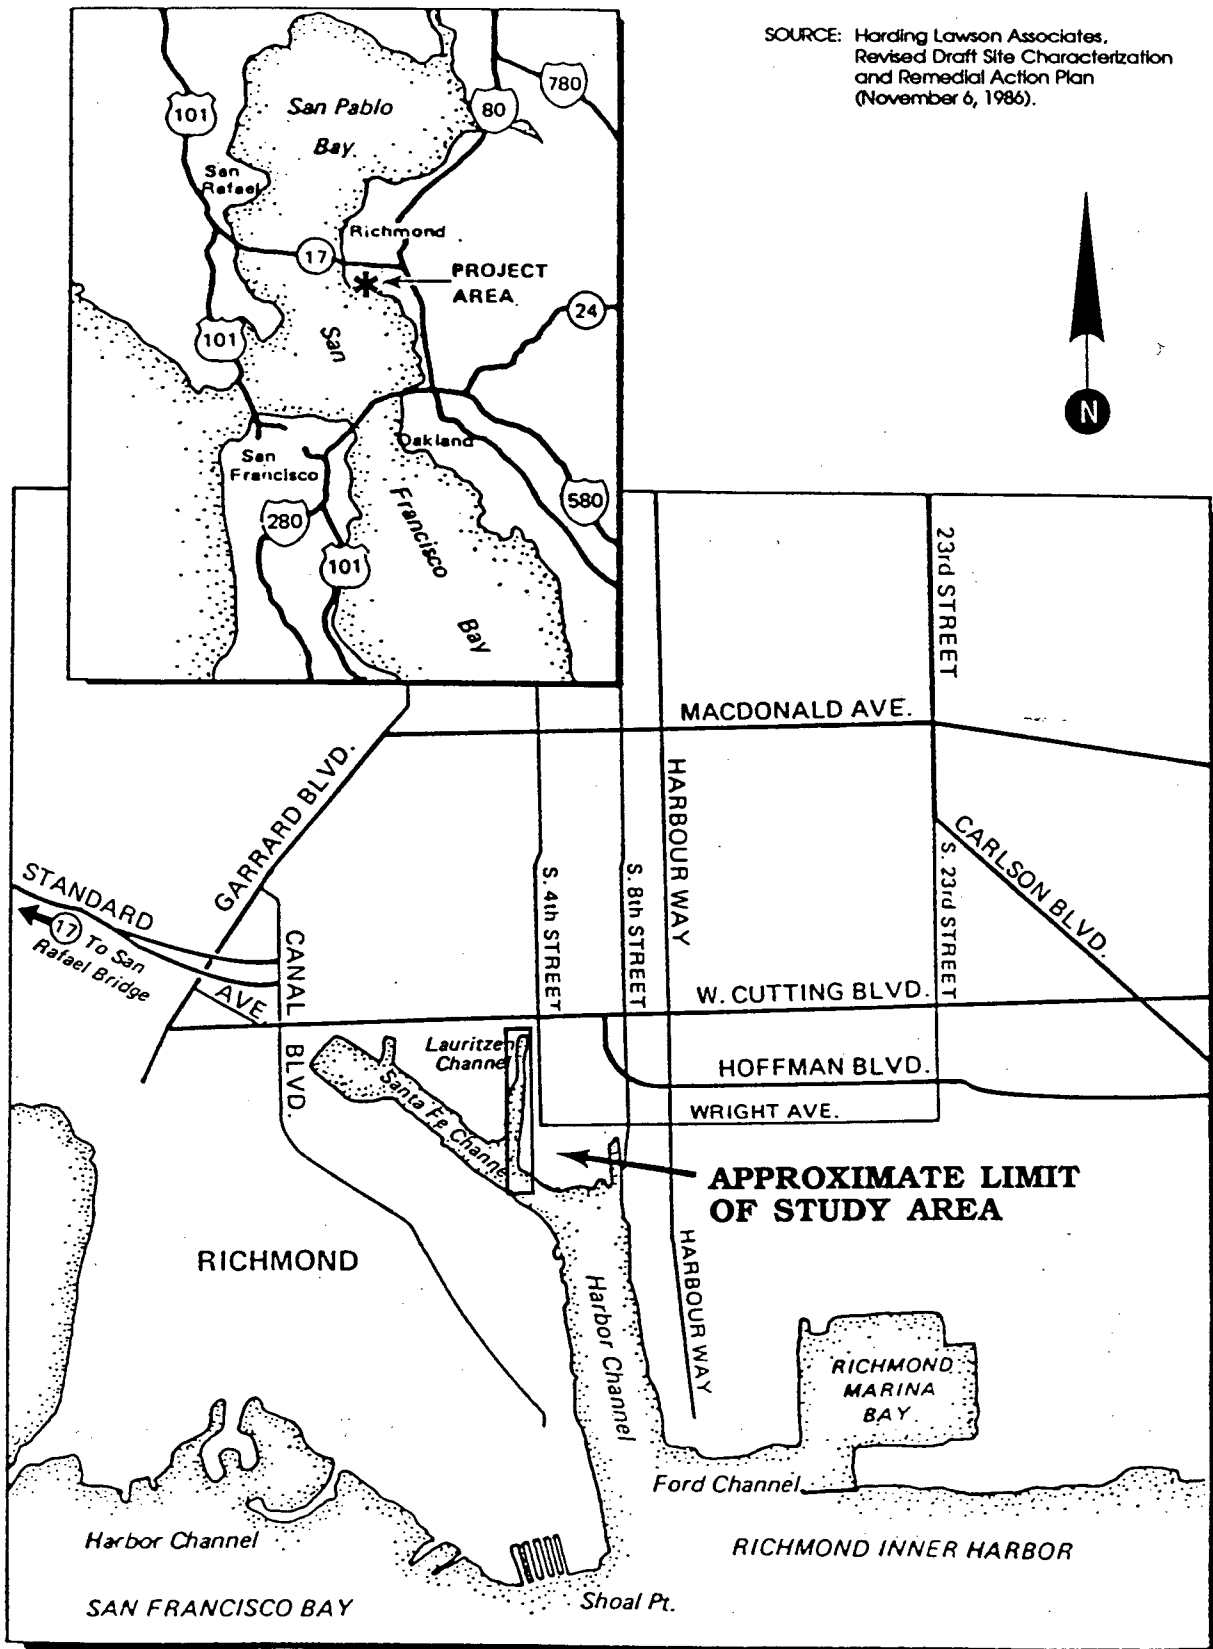 SOURCE: Harding Lawson Associates,
Revised Draft Site Characterization
and Remedial Action Plan
(November 6, 1986).
N
101
San Pablo
Bay
80
780
San
Rafael
Richmond
17
PROJECT
AREA
24
101
San
San
Francisco
Oakland
580
280
Francisco
101
Bay
23rd STREET
MACDONALD AVE.
GARRARD BLVD.
HARBOUR WAY
CARLSON BLVD.
STANDARD
AVE.
17 To San
Rafael Bridge
CANAL
BLVD.
S. 4th STREET
S. 8th STREET
S. 23rd STREET
W. CUTTING BLVD.
Lauritzen
Channel
Santa Fe Channel
HOFFMAN BLVD.
WRIGHT AVE.
APPROXIMATE LIMIT
OF STUDY AREA
RICHMOND
Harbor Channel
HARBOUR WAY
RICHMOND
MARINA
BAY
Ford Channel
Harbor Channel
RICHMOND INNER HARBOR
SAN FRANCISCO BAY
Shoal Pt.